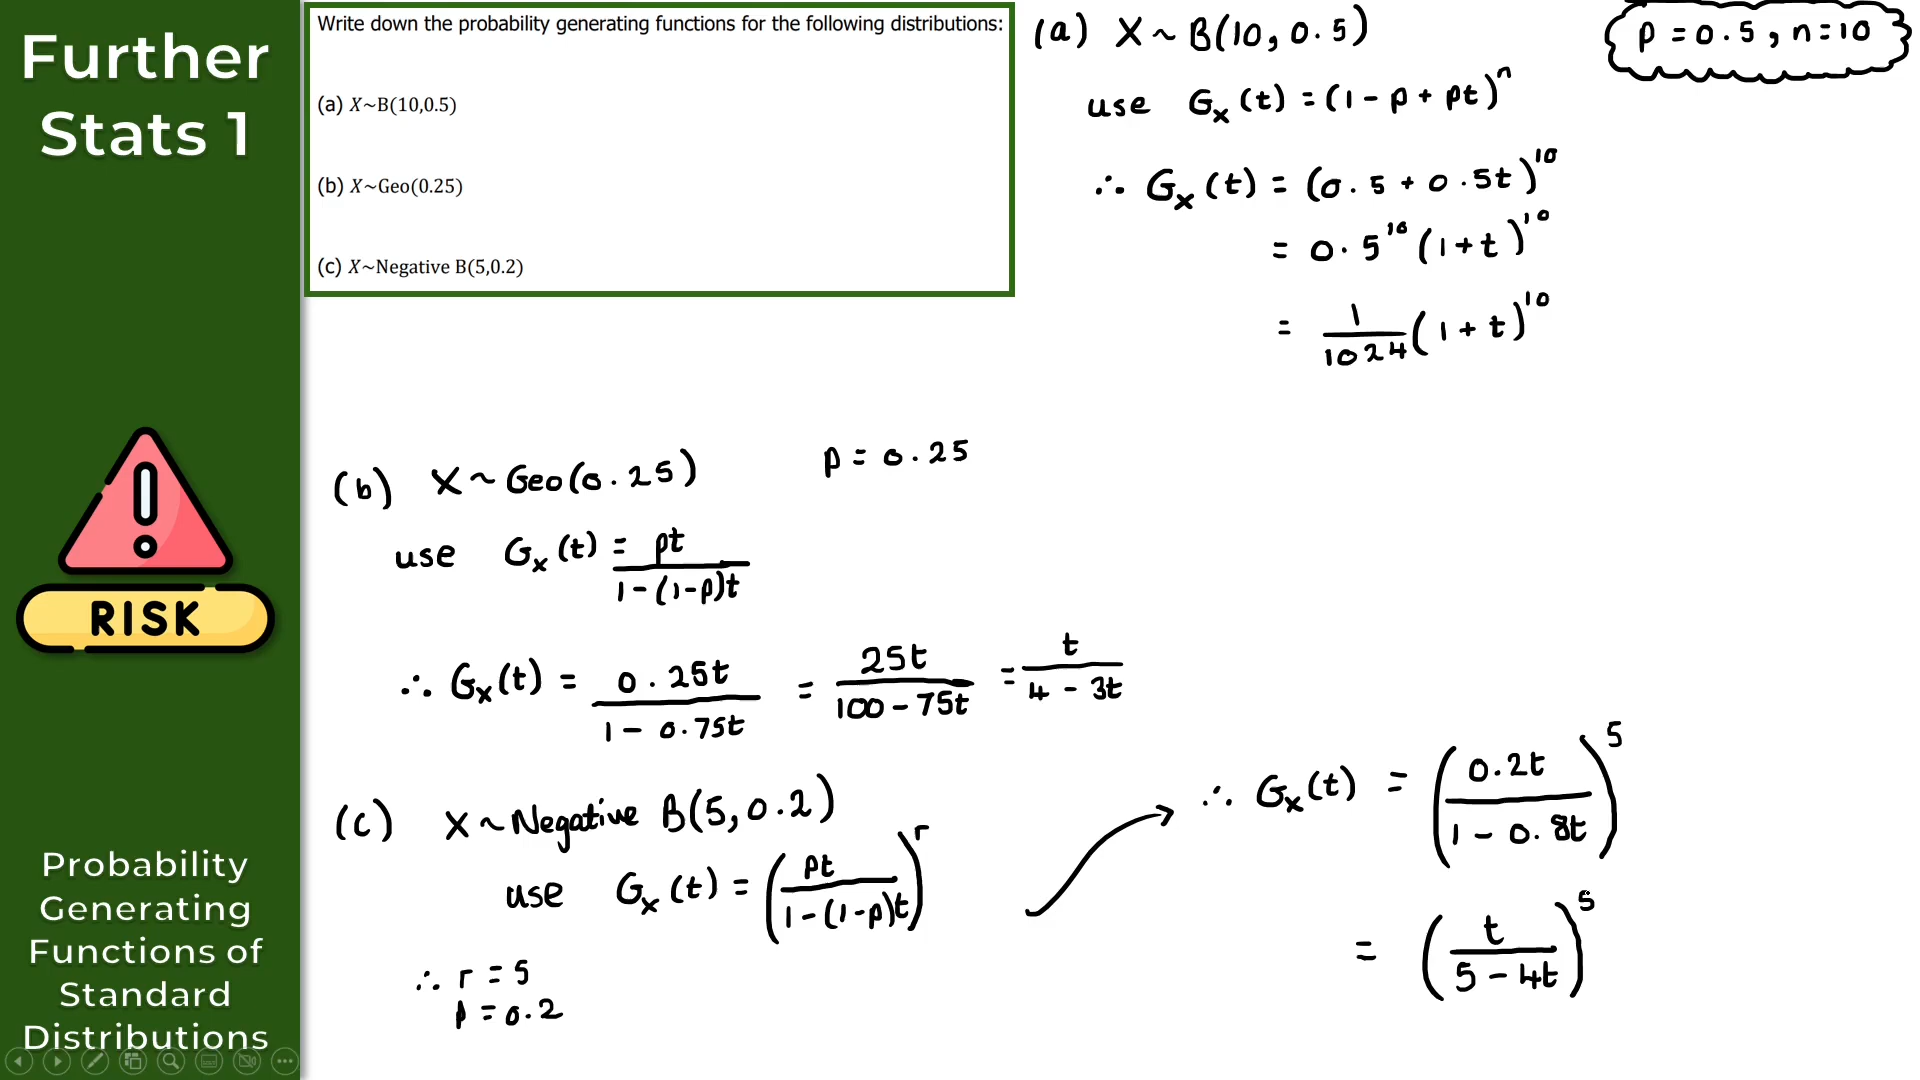 Further
Stats 1
RISK
Probability
Generating
Functions of
Standard
Distributions
Write down the probability generating functions for the following distributions:
(a) X~B(10,0.5)
(b) X~Geo(0.25)
(c) X~Negative B(5,0.2)
(a) X ~ B(10, 0.5)
p = 0.5, n = 10
use Gₓ(t) = (1 - p + pt)ⁿ
∴ Gₓ(t) = (0.5 + 0.5t)¹⁰
= 0.5¹⁰ (1+t)¹⁰
= 1/1024 (1+t)¹⁰
(b) X ~ Geo(0.25) p = 0.25
use Gₓ(t) = pt/(1-(1-p)t)
∴ Gₓ(t) = 0.25t/(1 - 0.75t) = 25t/(100 - 75t) = t/(4 - 3t)
(c) X ~ Negative B(5, 0.2)
use Gₓ(t) = (pt/(1-(1-p)t))ʳ
∴ r = 5
p = 0.2
∴ Gₓ(t) = (0.2t/(1 - 0.8t))⁵
= (t/(5 - 4t))⁵